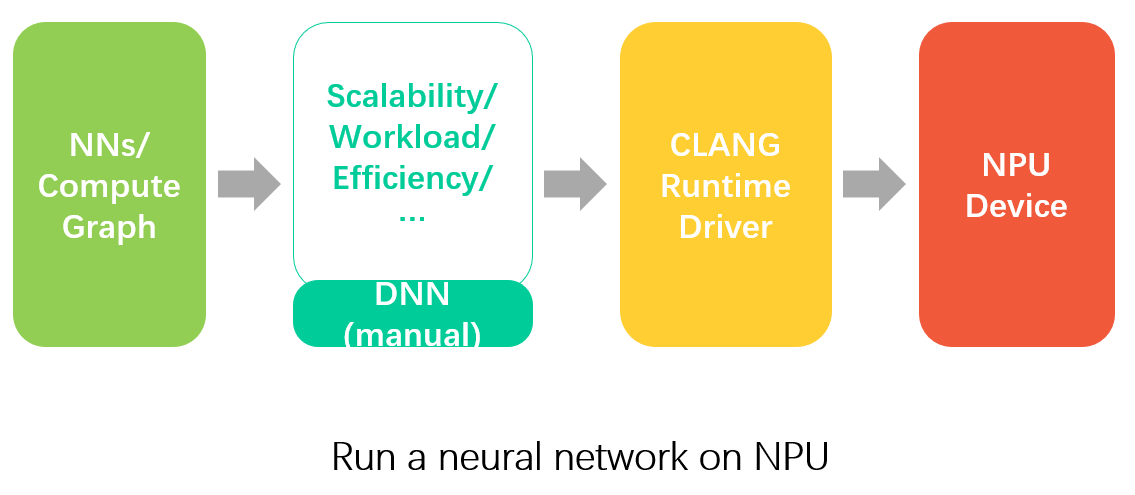 NNs/
Compute
Graph
Scalability/
Workload/
Efficiency/
...
DNN
(manual)
CLANG
Runtime
Driver
NPU
Device
Run a neural network on NPU